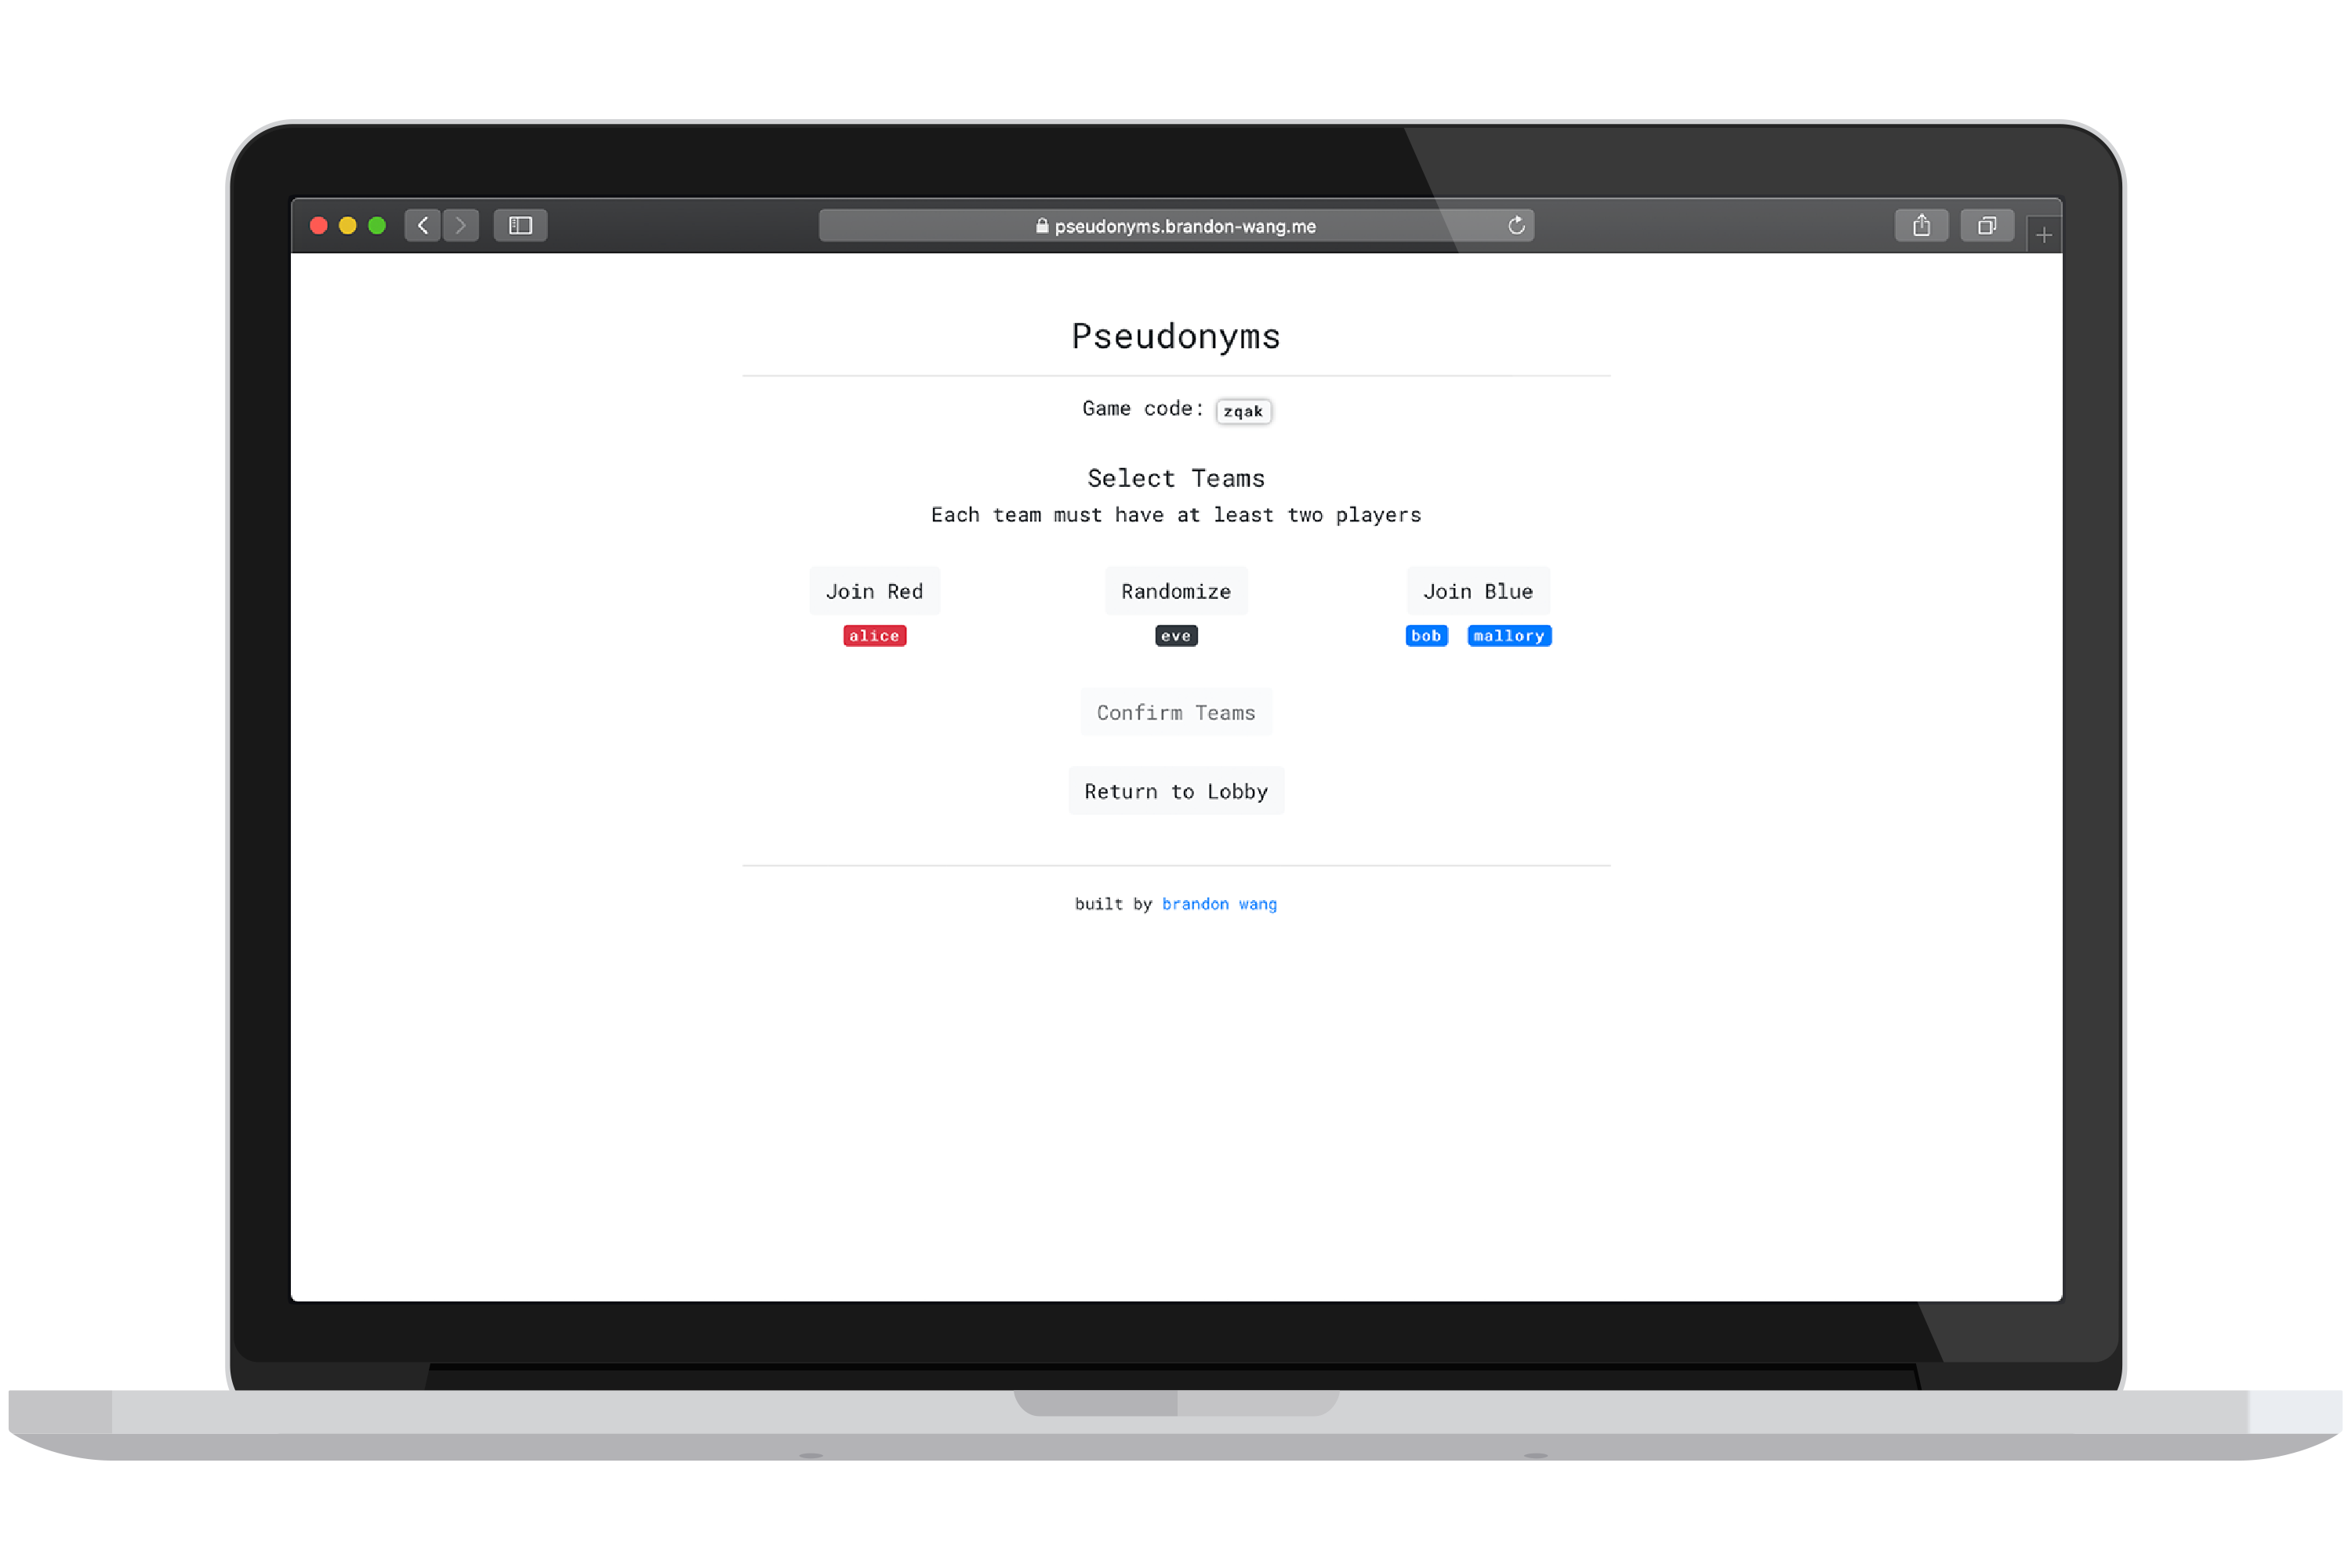 pseudonyms.brandon-wang.me
Pseudonyms
Game code: zqak
Select Teams
Each team must have at least two players
Join Red Randomize Join Blue
alice eve bob mallory
Confirm Teams
Return to Lobby
built by brandon wang